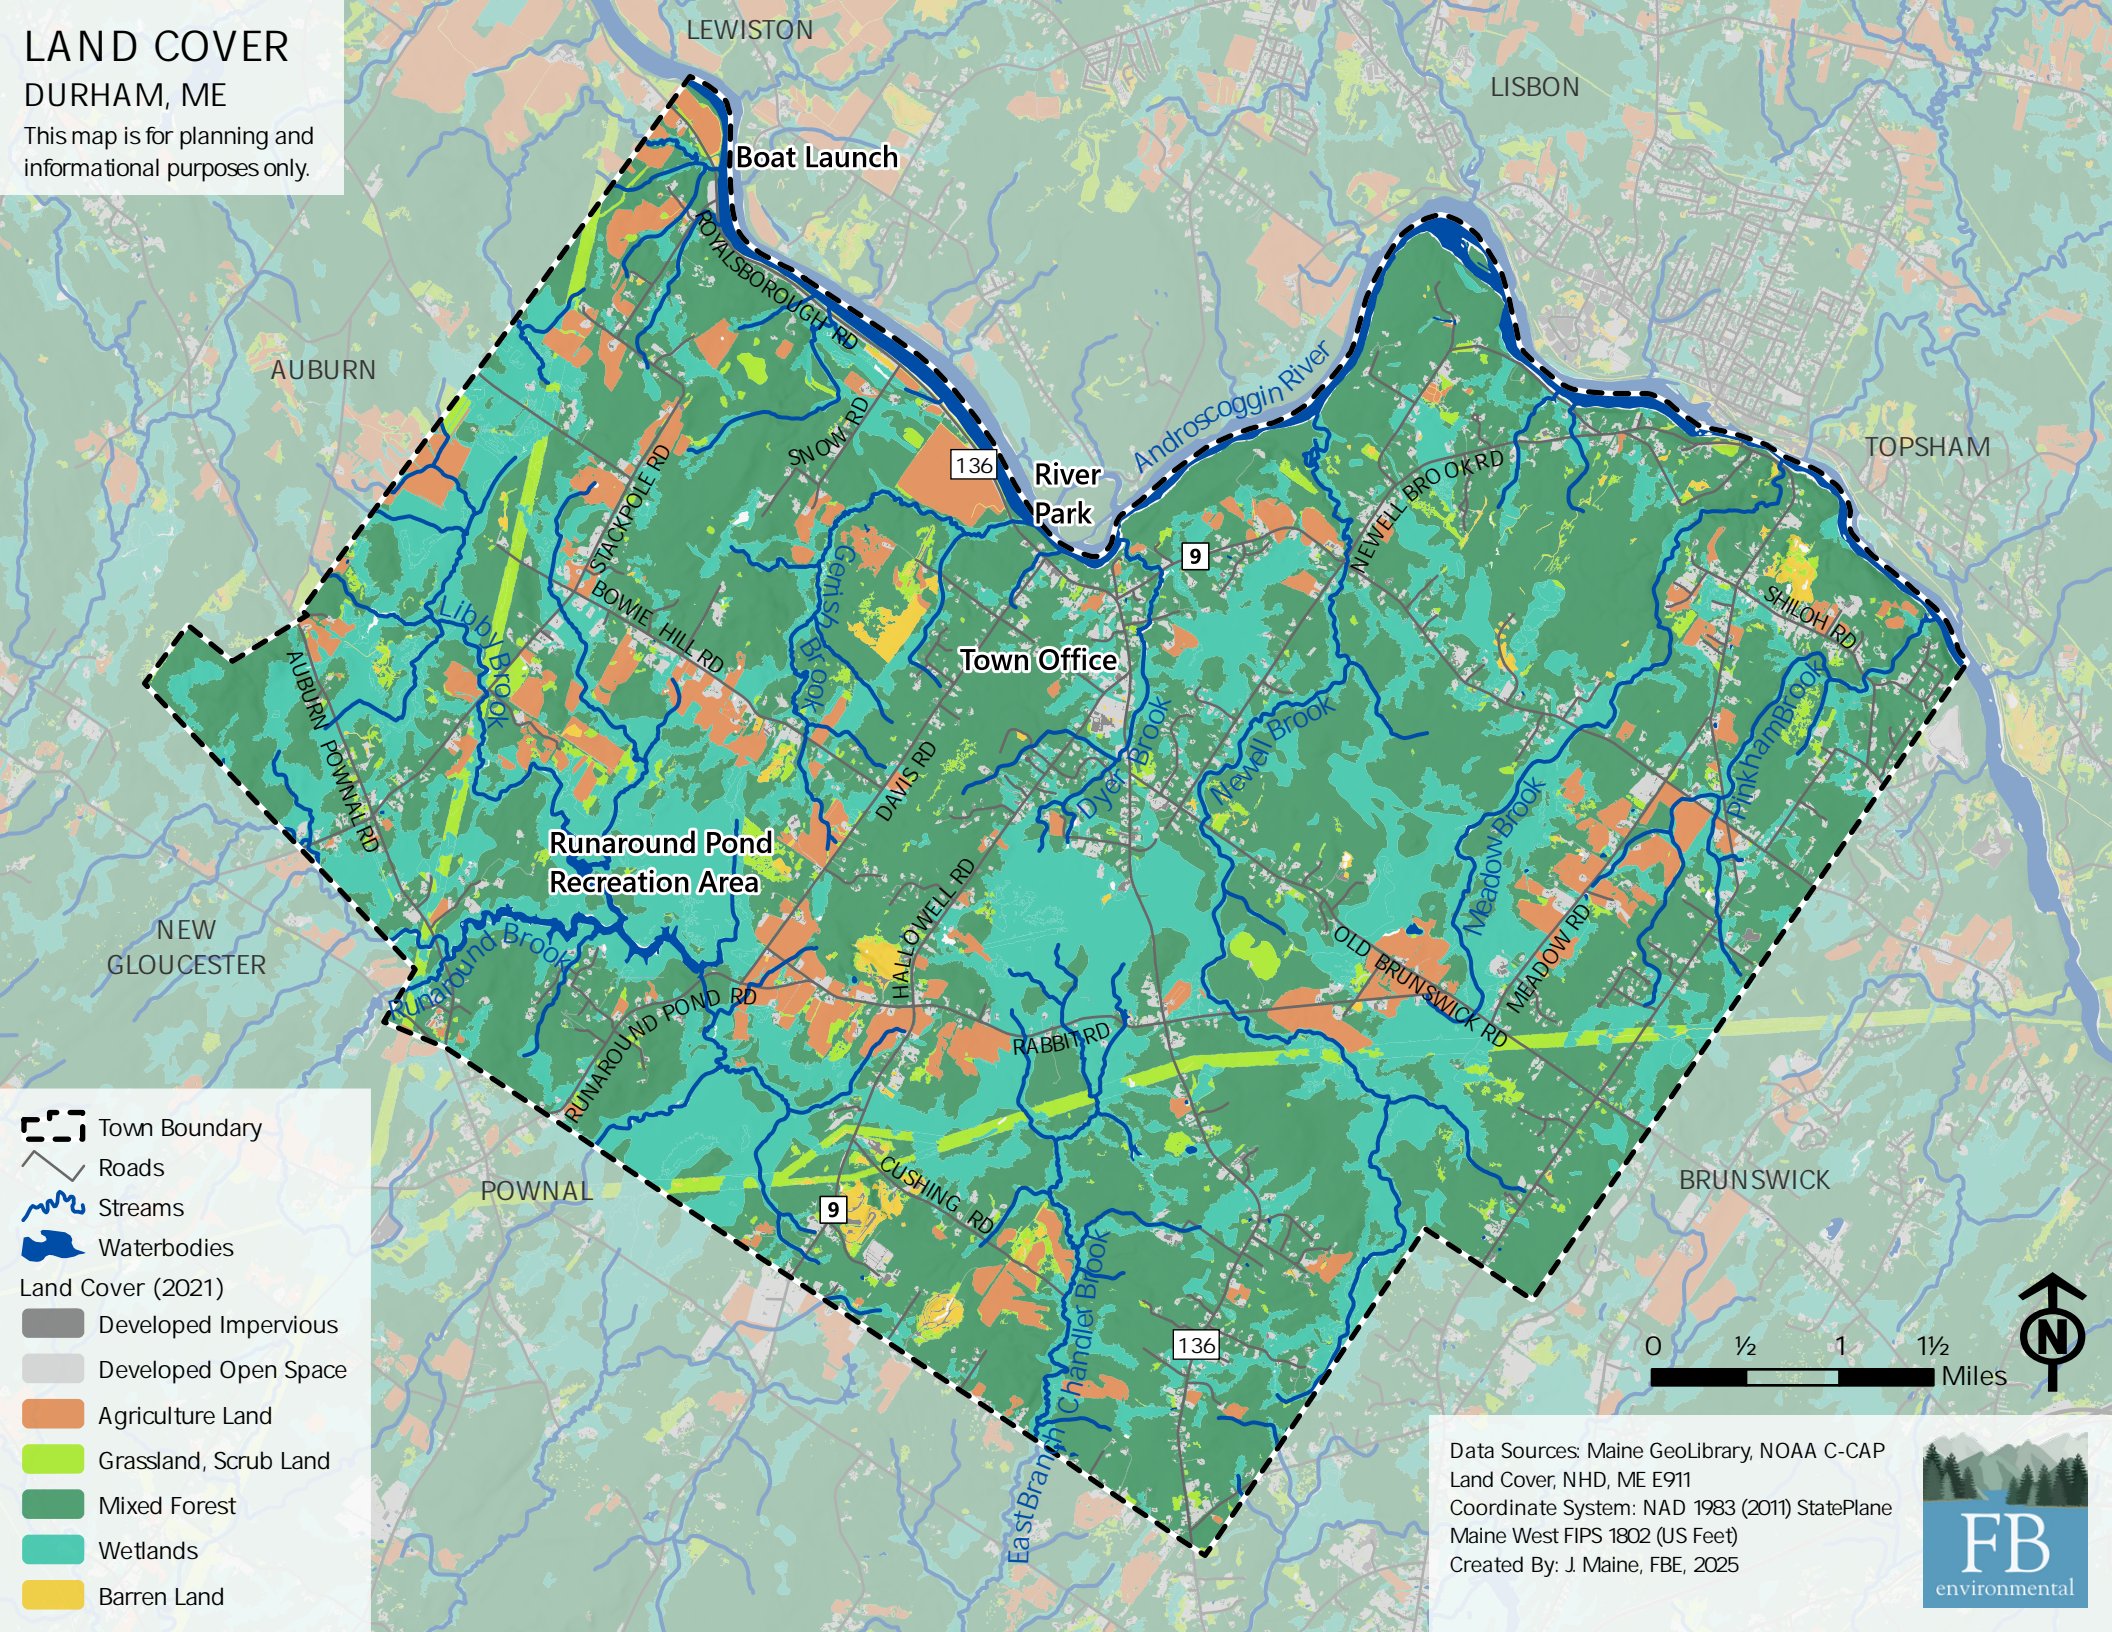 LAND COVER
DURHAM, ME
This map is for planning and
informational purposes only.
LEWISTON
LISBON
Boat Launch
ROYALSBOROUGH RD
AUBURN
Androscoggin River
SNOW RD
136
River
Park
TOPSHAM
NEWELL BROOK RD
STACKPOLE RD
9
Gerrish Brook
BOWIE HILL RD
Libby Brook
SHILOH RD
Town Office
AUBURN POWNAL RD
Dyer Brook
Newell Brook
Pinkham Brook
DAVIS RD
Meadow Brook
Runaround Pond
Recreation Area
HALLOWELL RD
NEW
GLOUCESTER
Runaround Brook
OLD BRUNSWICK RD
MEADOW RD
RUNAROUND POND RD
RABBIT RD
POWNAL
CUSHING RD
9
BRUNSWICK
East Branch Chandler Brook
136
Town Boundary
Roads
Streams
Waterbodies
Land Cover (2021)
Developed Impervious
Developed Open Space
Agriculture Land
Grassland, Scrub Land
Mixed Forest
Wetlands
Barren Land
N
0 ½ 1 1½
Miles
Data Sources: Maine GeoLibrary, NOAA C-CAP
Land Cover, NHD, ME E911
Coordinate System: NAD 1983 (2011) StatePlane
Maine West FIPS 1802 (US Feet)
Created By: J. Maine, FBE, 2025
FB
environmental